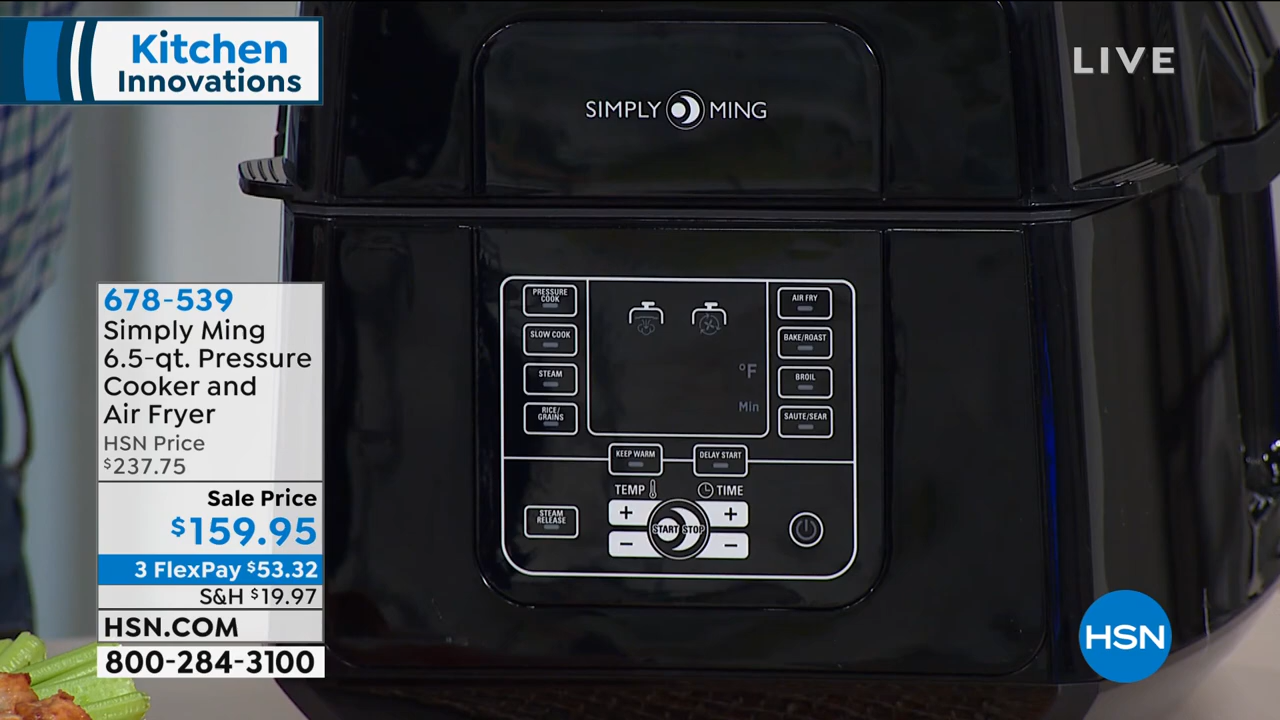 Kitchen
Innovations
LIVE
SIMPLY MING
678-539
Simply Ming
6.5-qt. Pressure
Cooker and
Air Fryer
HSN Price
$237.75
Sale Price
$159.95
3 FlexPay $53.32
S&H $19.97
HSN.COM
800-284-3100
PRESSURE
COOK
SLOW COOK
STEAM
RICE/
GRAINS
°F
Min
AIR FRY
BAKE/ROAST
BROIL
SAUTE/SEAR
KEEP WARM
DELAY START
TEMP
TIME
+
+
START STOP
−
−
STEAM
RELEASE
HSN